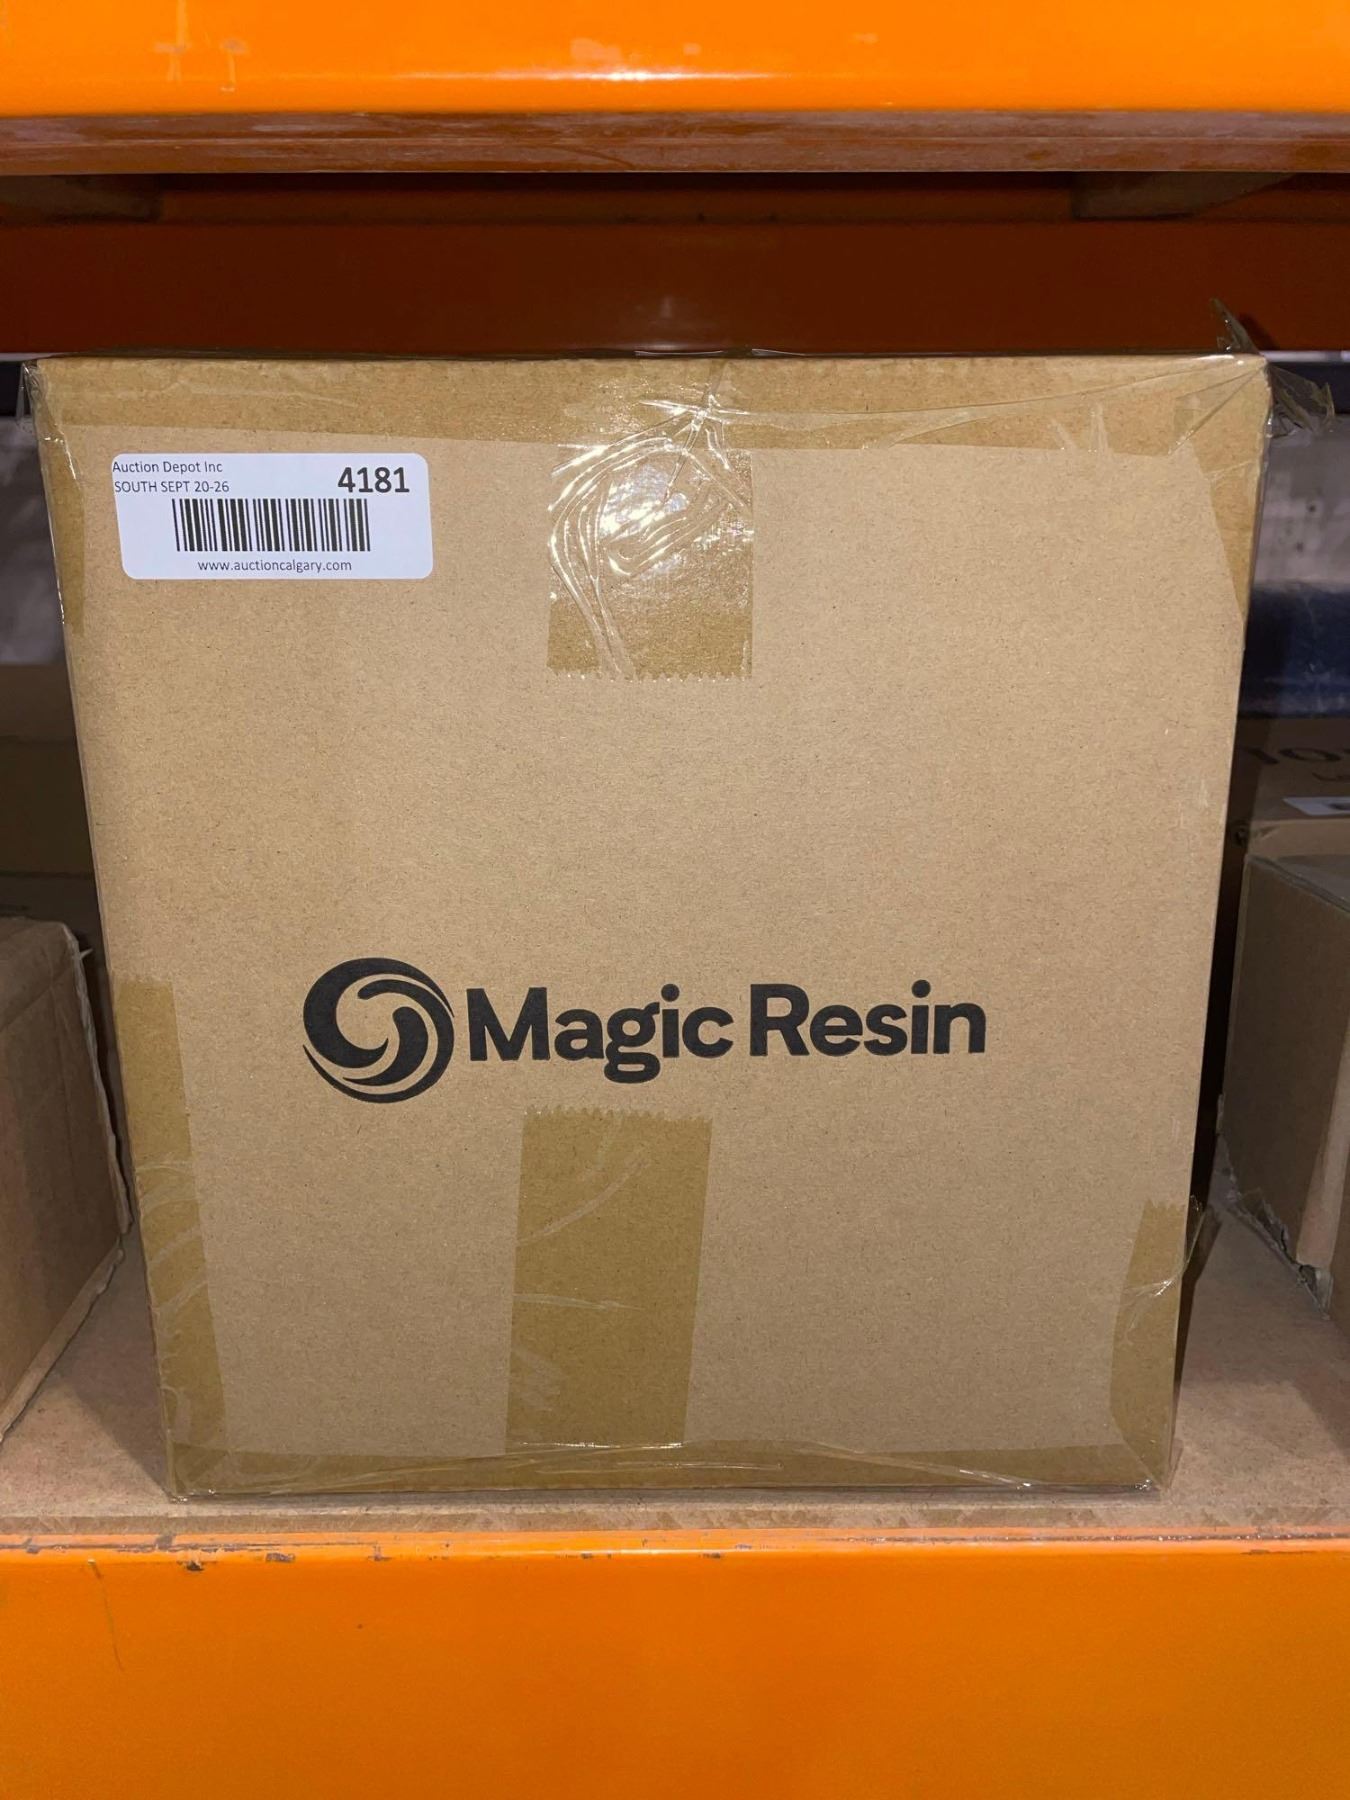 Auction Depot Inc
4181
SOUTH SEPT 20-26
www.auctioncalgary.com
Magic Resin